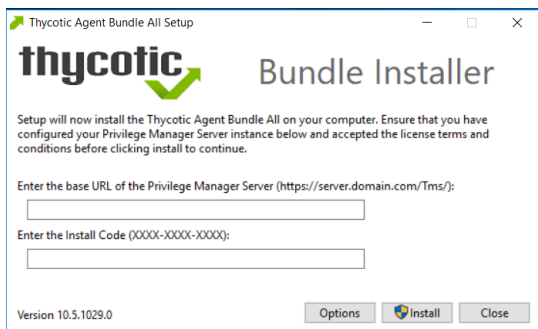 Thycotic Agent Bundle All Setup
thycotic
Bundle Installer
Setup will now install the Thycotic Agent Bundle All on your computer. Ensure that you have
configured your Privilege Manager Server instance below and accepted the license terms and
conditions before clicking install to continue.
Enter the base URL of the Privilege Manager Server (https://server.domain.com/Tms/):
Enter the Install Code (XXXX-XXXX-XXXX):
Version 10.5.1029.0
Options
Install
Close